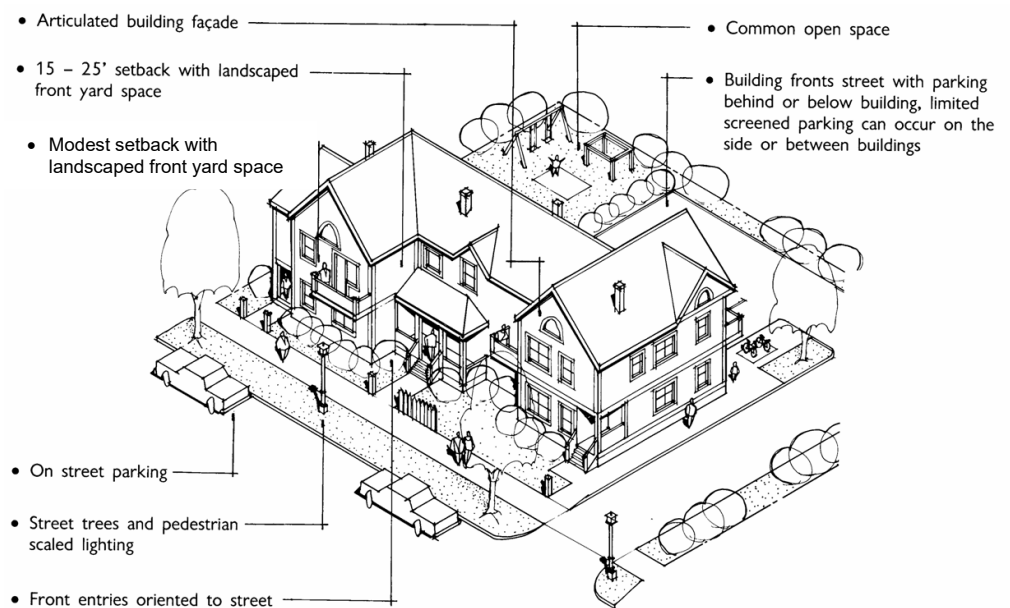 • Articulated building façade
• 15 – 25' setback with landscaped
front yard space
• Modest setback with
landscaped front yard space
• Common open space
• Building fronts street with parking
behind or below building, limited
screened parking can occur on the
side or between buildings
• On street parking
• Street trees and pedestrian
scaled lighting
• Front entries oriented to street